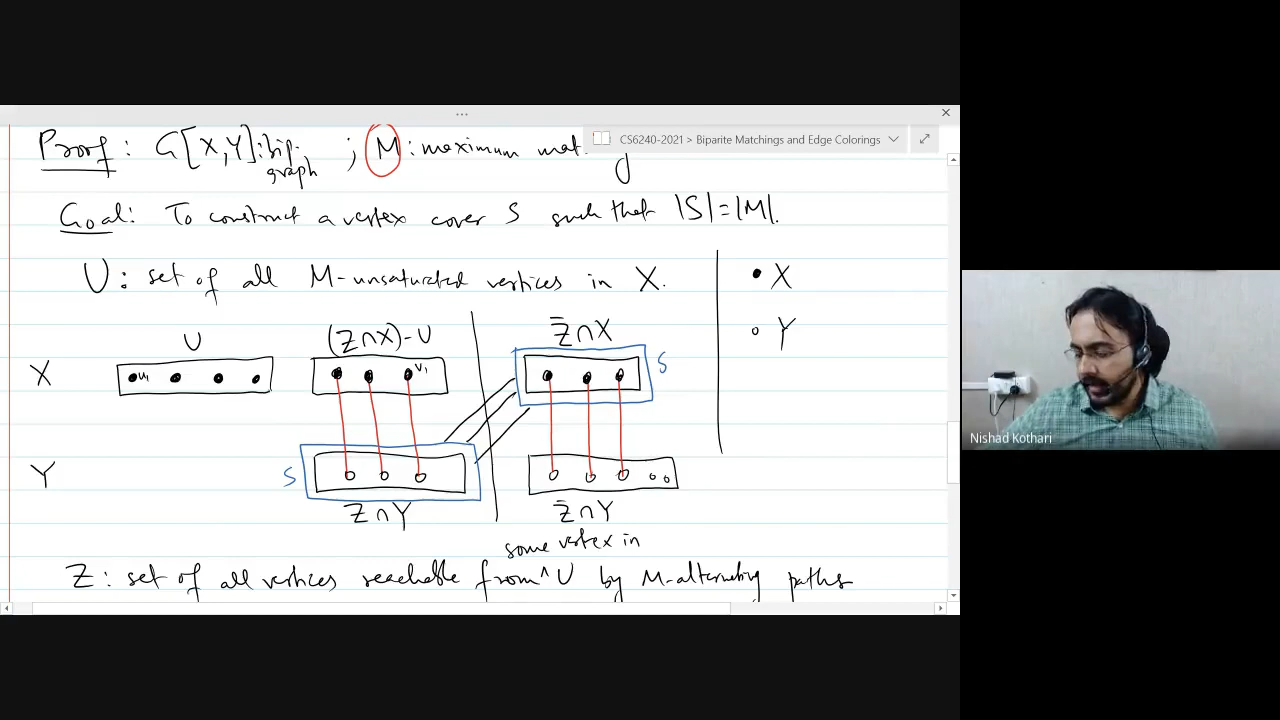 Proof: G[X,Y]: bip. graph ; M: maximum mat
CS6240-2021 > Biparite Matchings and Edge Colorings
Goal: To construct a vertex cover S such that |S|=|M|.
U: set of all M-unsaturated vertices in X.
X
Y
U
(Z∩X)-U
Z̄∩X
X
u₁
v₁
S
Y
S
Z∩Y
Z̄∩Y
some vertex in
Z: set of all vertices reachable from ^ U by M-alternating paths
Nishad Kothari